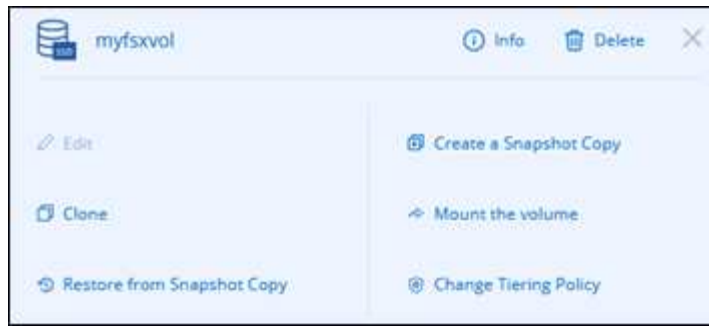 myfsxvol
Info
Delete
Edit
Create a Snapshot Copy
Clone
Mount the volume
Restore from Snapshot Copy
Change Tiering Policy